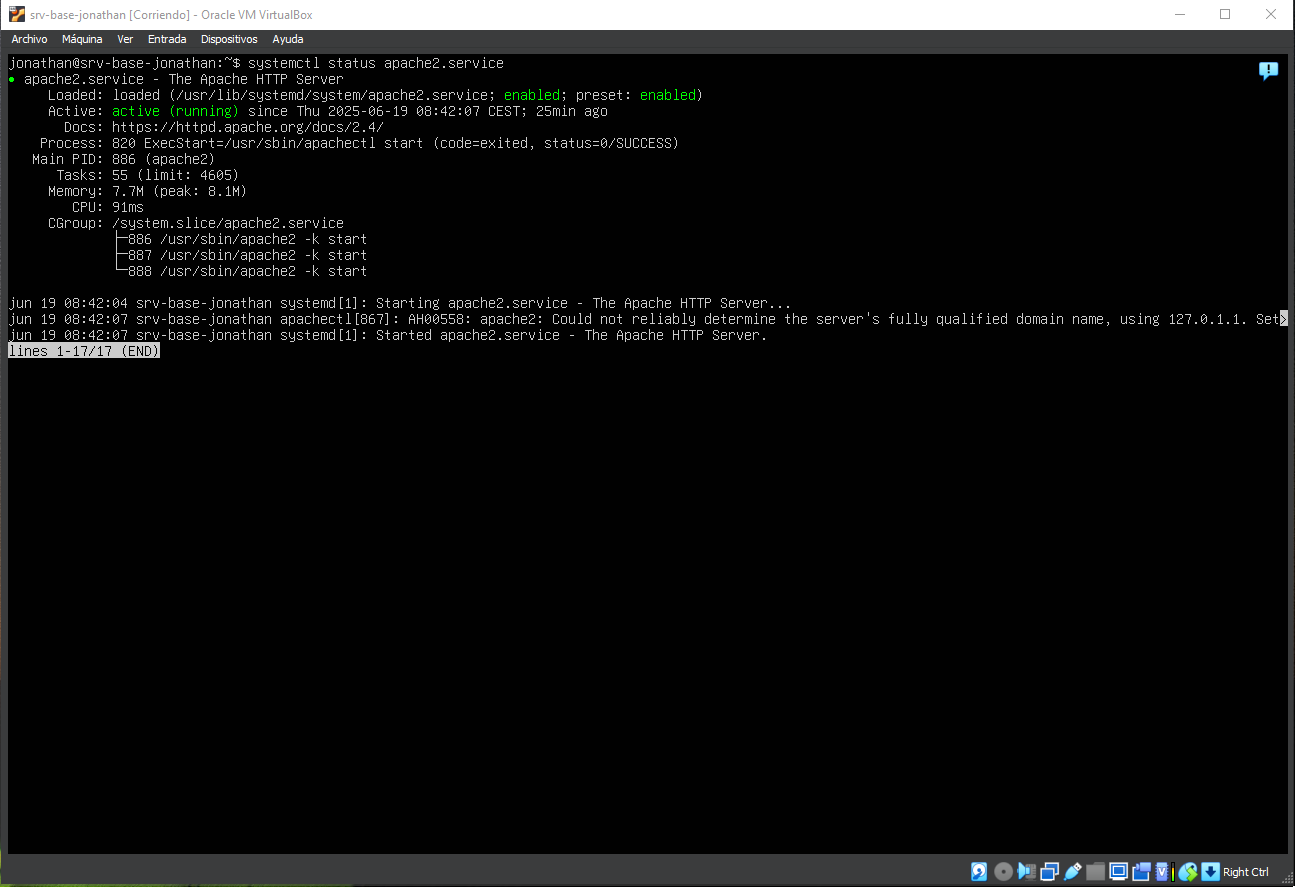 srv-base-jonathan [Corriendo] - Oracle VM VirtualBox
Archivo Máquina Ver Entrada Dispositivos Ayuda
jonathan@srv-base-jonathan:~$ systemctl status apache2.service
● apache2.service - The Apache HTTP Server
     Loaded: loaded (/usr/lib/systemd/system/apache2.service; enabled; preset: enabled)
     Active: active (running) since Thu 2025-06-19 08:42:07 CEST; 25min ago
       Docs: https://httpd.apache.org/docs/2.4/
    Process: 820 ExecStart=/usr/sbin/apachectl start (code=exited, status=0/SUCCESS)
   Main PID: 886 (apache2)
      Tasks: 55 (limit: 4605)
     Memory: 7.7M (peak: 8.1M)
        CPU: 91ms
     CGroup: /system.slice/apache2.service
             ├─886 /usr/sbin/apache2 -k start
             ├─887 /usr/sbin/apache2 -k start
             └─888 /usr/sbin/apache2 -k start
jun 19 08:42:04 srv-base-jonathan systemd[1]: Starting apache2.service - The Apache HTTP Server...
jun 19 08:42:07 srv-base-jonathan apachectl[867]: AH00558: apache2: Could not reliably determine the server's fully qualified domain name, using 127.0.1.1. Set>
jun 19 08:42:07 srv-base-jonathan systemd[1]: Started apache2.service - The Apache HTTP Server.
lines 1-17/17 (END)
Right Ctrl